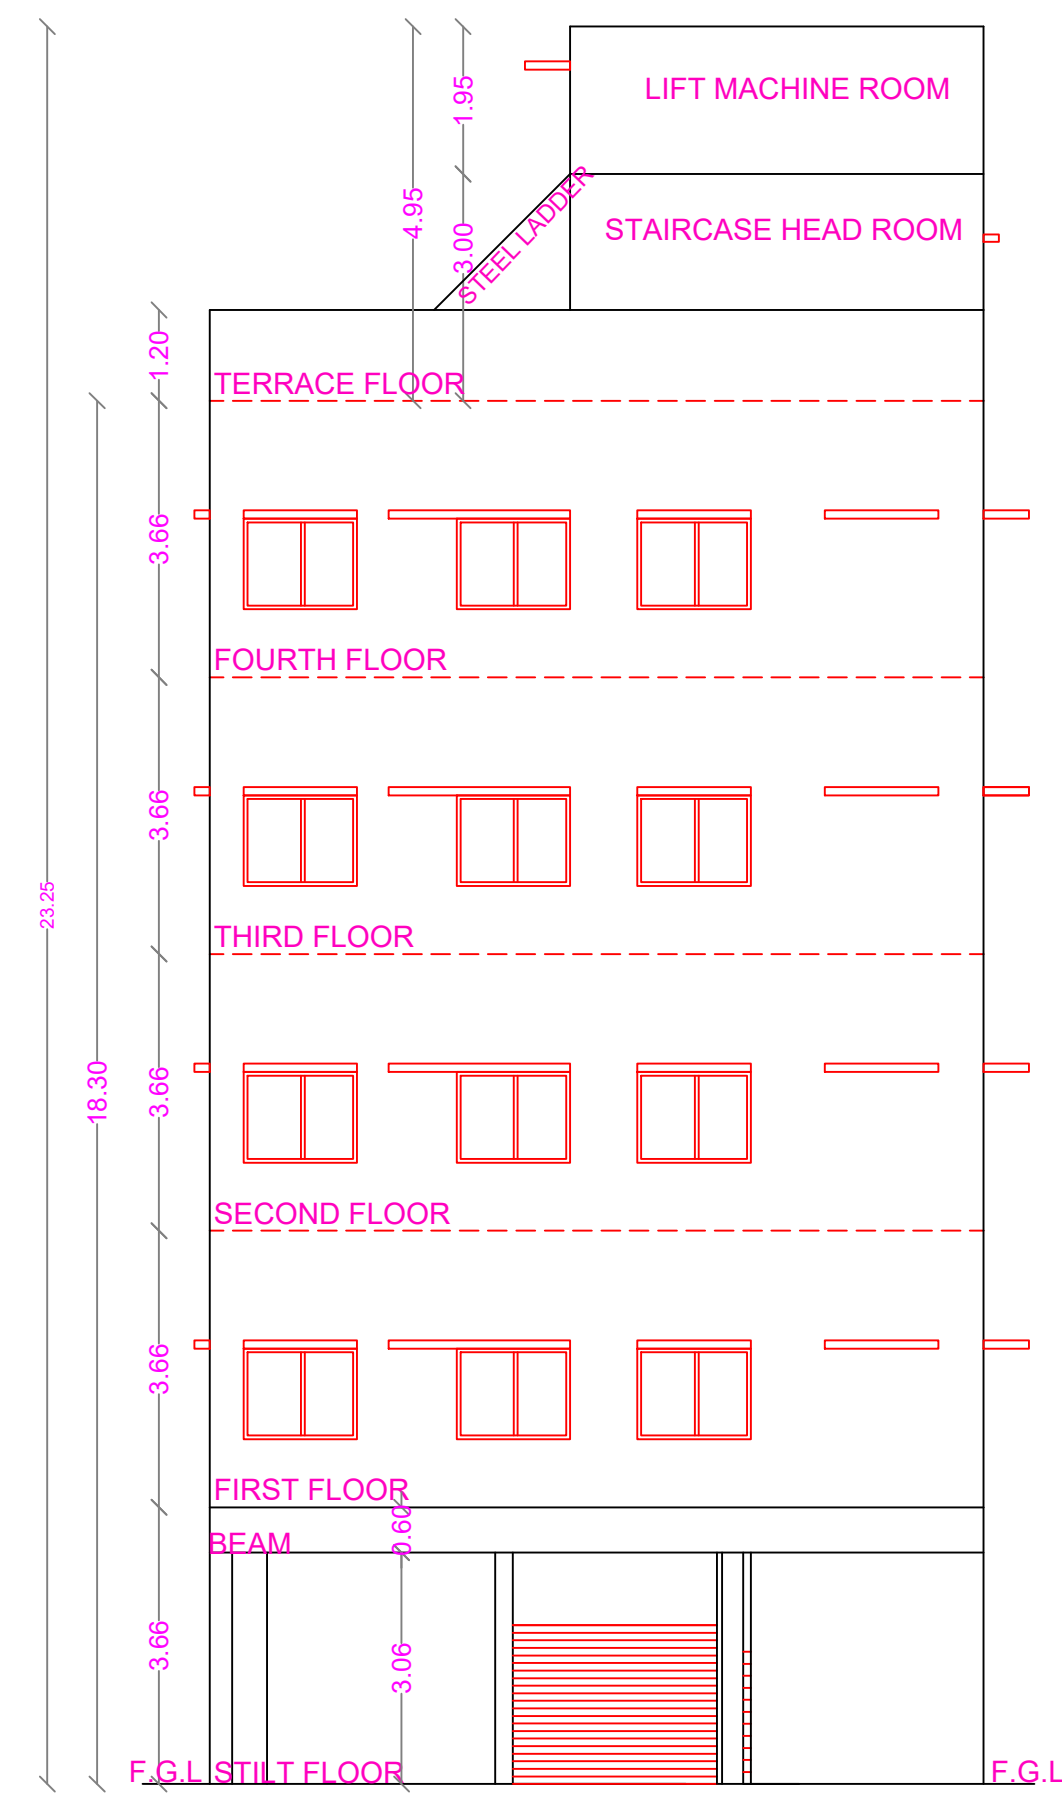 LIFT MACHINE ROOM
1.95
STEEL LADDER
4.95
3.00
STAIRCASE HEAD ROOM
1.20
TERRACE FLOOR
3.66
FOURTH FLOOR
3.66
23.25
THIRD FLOOR
18.30
3.66
SECOND FLOOR
3.66
FIRST FLOOR
0.60
BEAM
3.66
3.06
F.G.L
STILT FLOOR
F.G.L